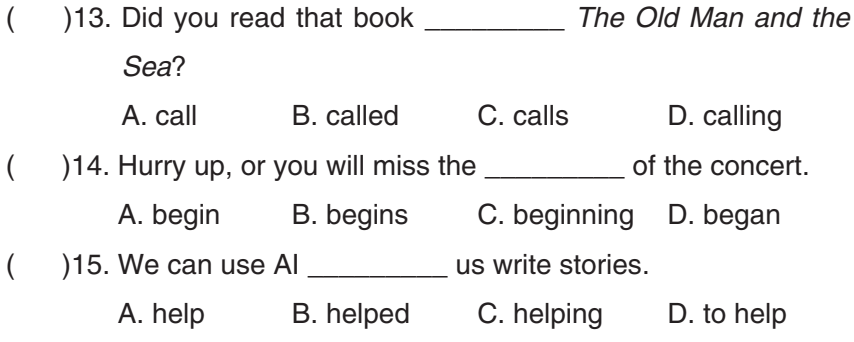 (    )13. Did you read that book _________ The Old Man and the
Sea?
A. call    B. called    C. calls    D. calling
(    )14. Hurry up, or you will miss the _________ of the concert.
A. begin    B. begins    C. beginning    D. began
(    )15. We can use AI _________ us write stories.
A. help    B. helped    C. helping    D. to help